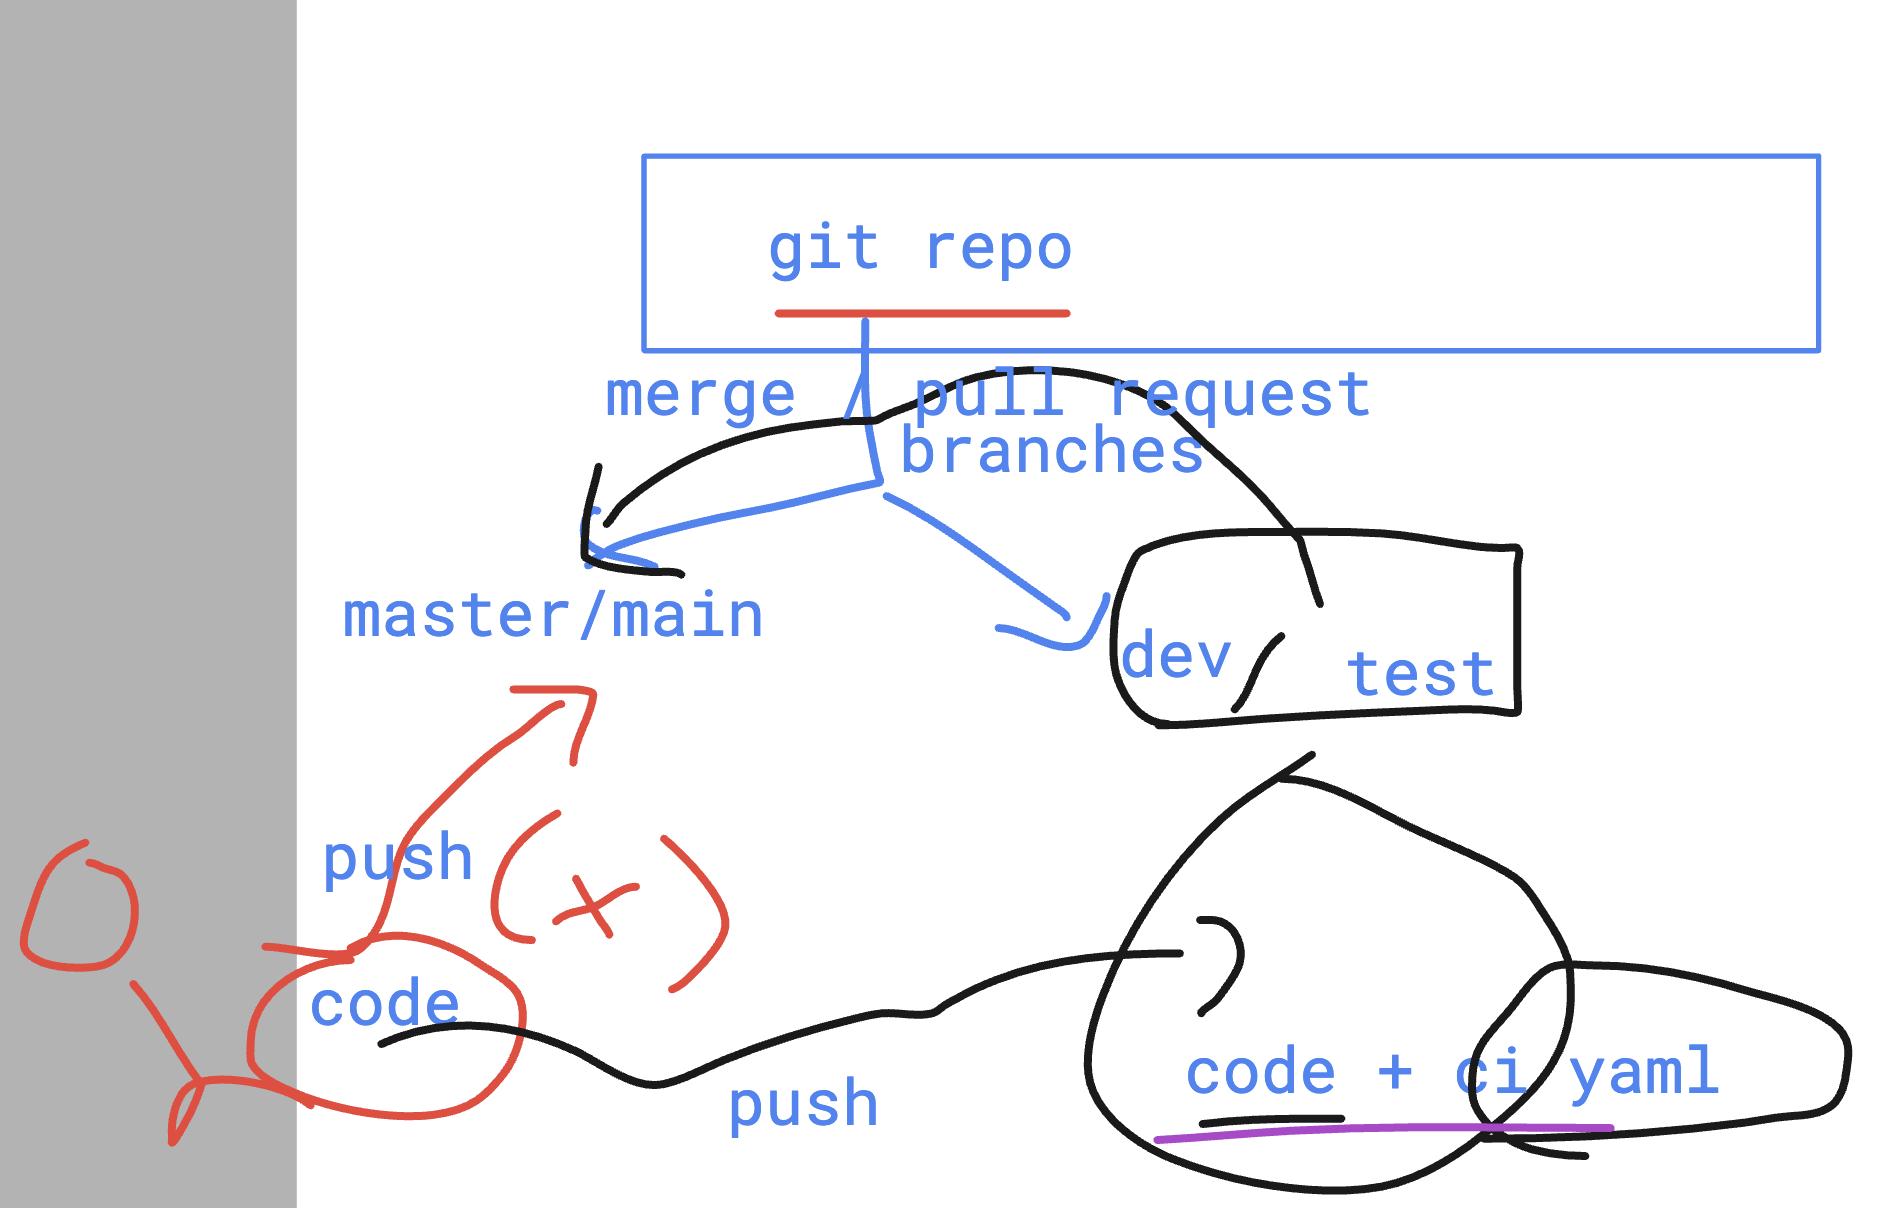 git repo
merge pull request
branches
master/main
dev / test
push
code
code + ci yaml
push